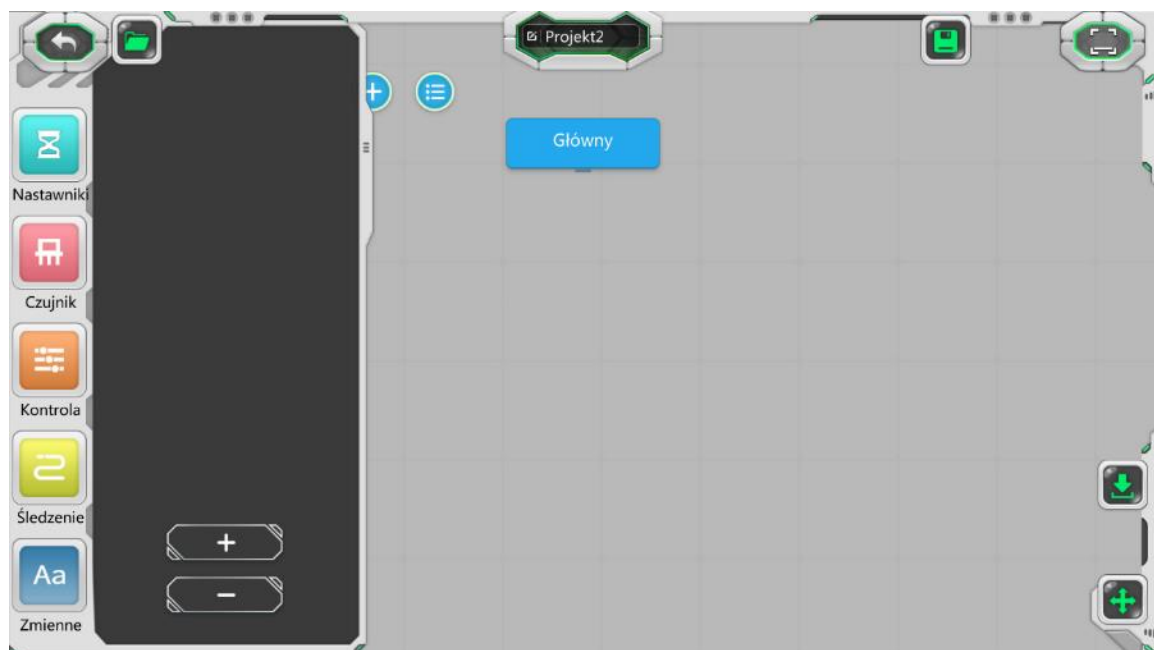 Projekt2
Główny
Nastawniki
Czujnik
Kontrola
Śledzenie
Aa
Zmienne